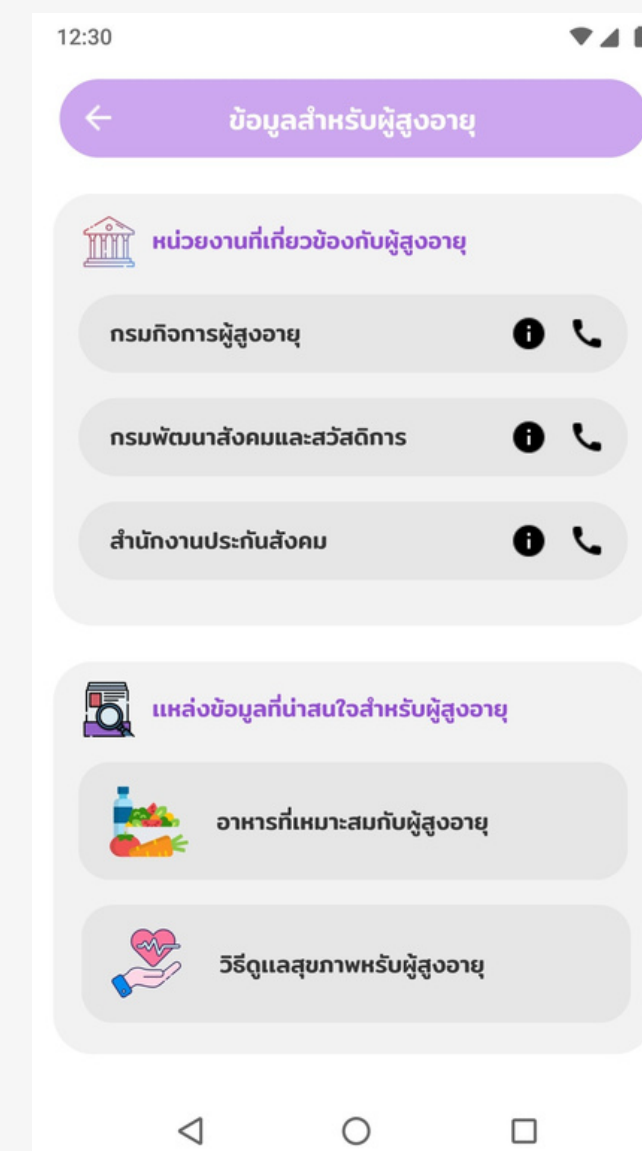 12:30
ข้อมูลสำหรับผู้สูงอายุ
หน่วยงานที่เกี่ยวข้องกับผู้สูงอายุ
กรมกิจการผู้สูงอายุ
กรมพัฒนาสังคมและสวัสดิการ
สำนักงานประกันสังคม
แหล่งข้อมูลที่น่าสนใจสำหรับผู้สูงอายุ
อาหารที่เหมาะสมกับผู้สูงอายุ
วิธีดูแลสุขภาพหรับผู้สูงอายุ